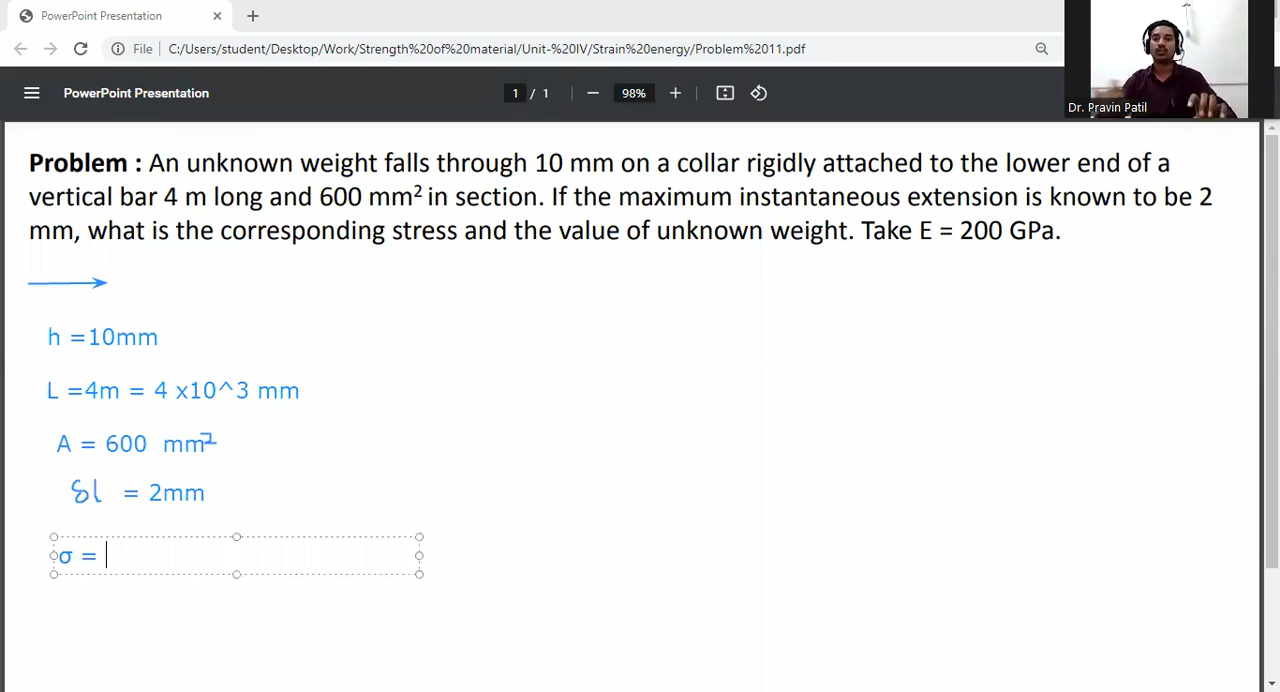 PowerPoint Presentation
File
C:/Users/student/Desktop/Work/Strength%20of%20material/Unit-%20IV/Strain%20energy/Problem%2011.pdf
PowerPoint Presentation
1 / 1
98%
Dr. Pravin Patil
Problem : An unknown weight falls through 10 mm on a collar rigidly attached to the lower end of a
vertical bar 4 m long and 600 mm² in section. If the maximum instantaneous extension is known to be 2
mm, what is the corresponding stress and the value of unknown weight. Take E = 200 GPa.
h =10mm
L =4m = 4 x10^3 mm
A = 600 mm²
δl = 2mm
σ =